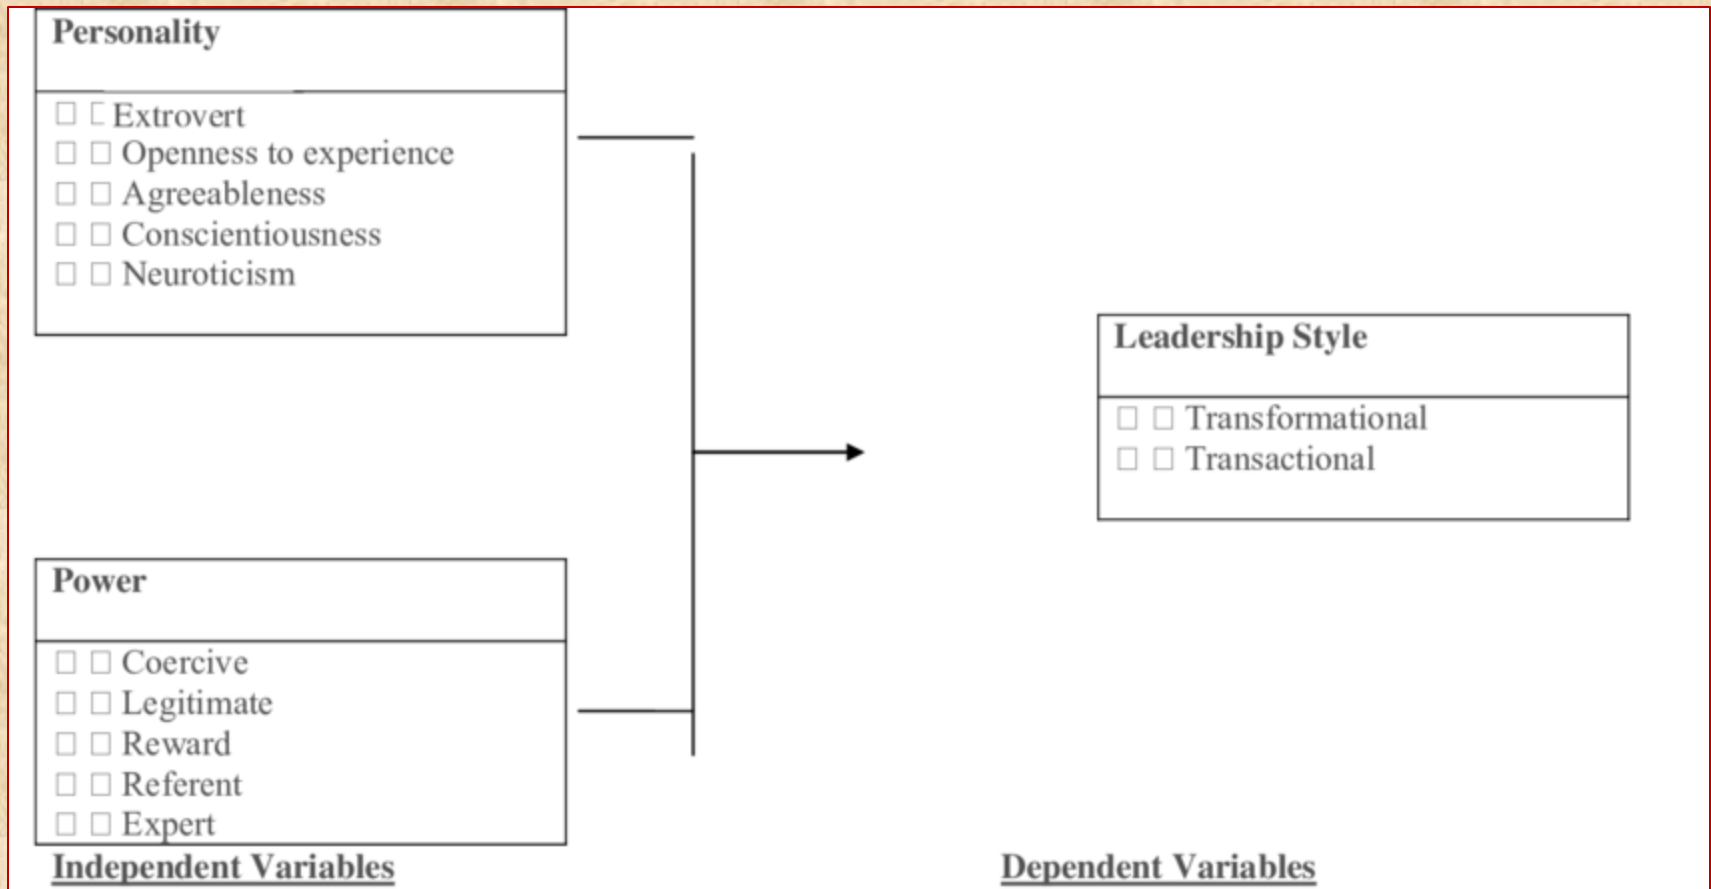 Personality
Extrovert
Openness to experience
Agreeableness
Conscientiousness
Neuroticism
Leadership Style
Transformational
Transactional
Power
Coercive
Legitimate
Reward
Referent
Expert
Independent Variables
Dependent Variables